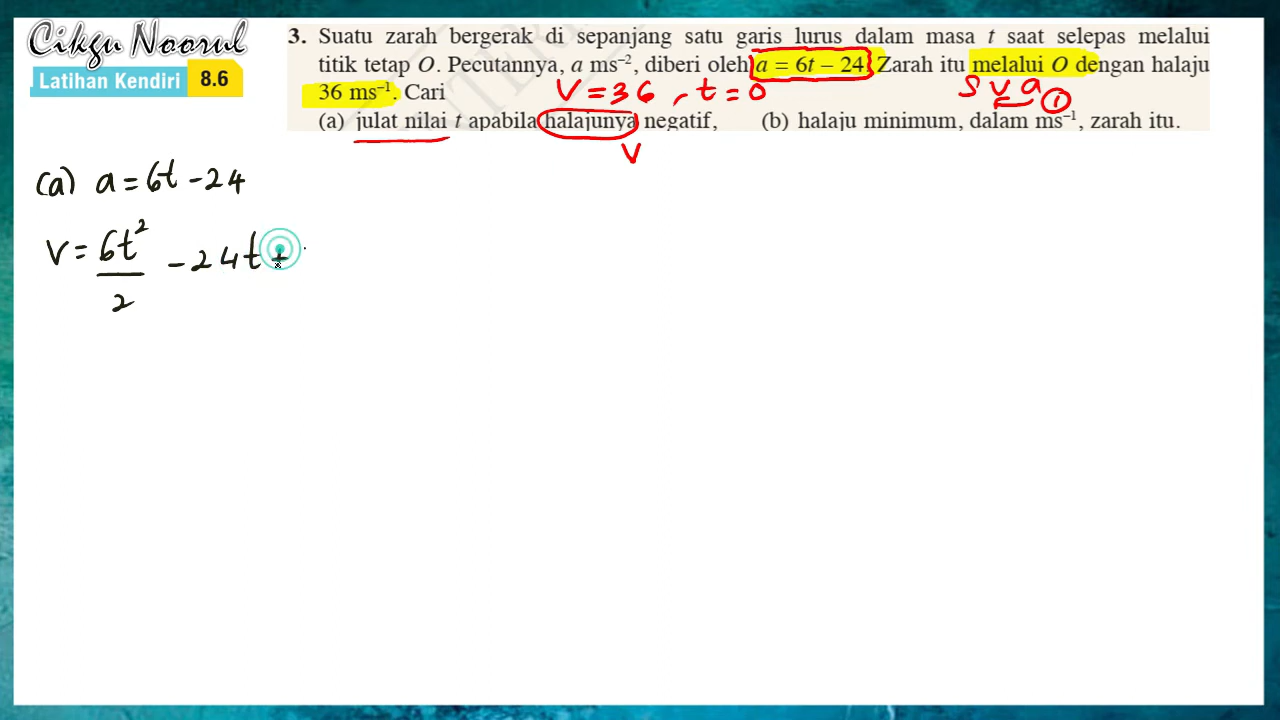 Cikgu Noorul
Latihan Kendiri 8.6
3. Suatu zarah bergerak di sepanjang satu garis lurus dalam masa t saat selepas melalui
titik tetap O. Pecutannya, a ms⁻², diberi oleh a = 6t − 24. Zarah itu melalui O dengan halaju
36 ms⁻¹. Cari
V = 36 , t = 0
s v a ①
(a) julat nilai t apabila halajunya negatif, (b) halaju minimum, dalam ms⁻¹, zarah itu.
V
(a) a = 6t - 24
v = 6t²/2 - 24t +